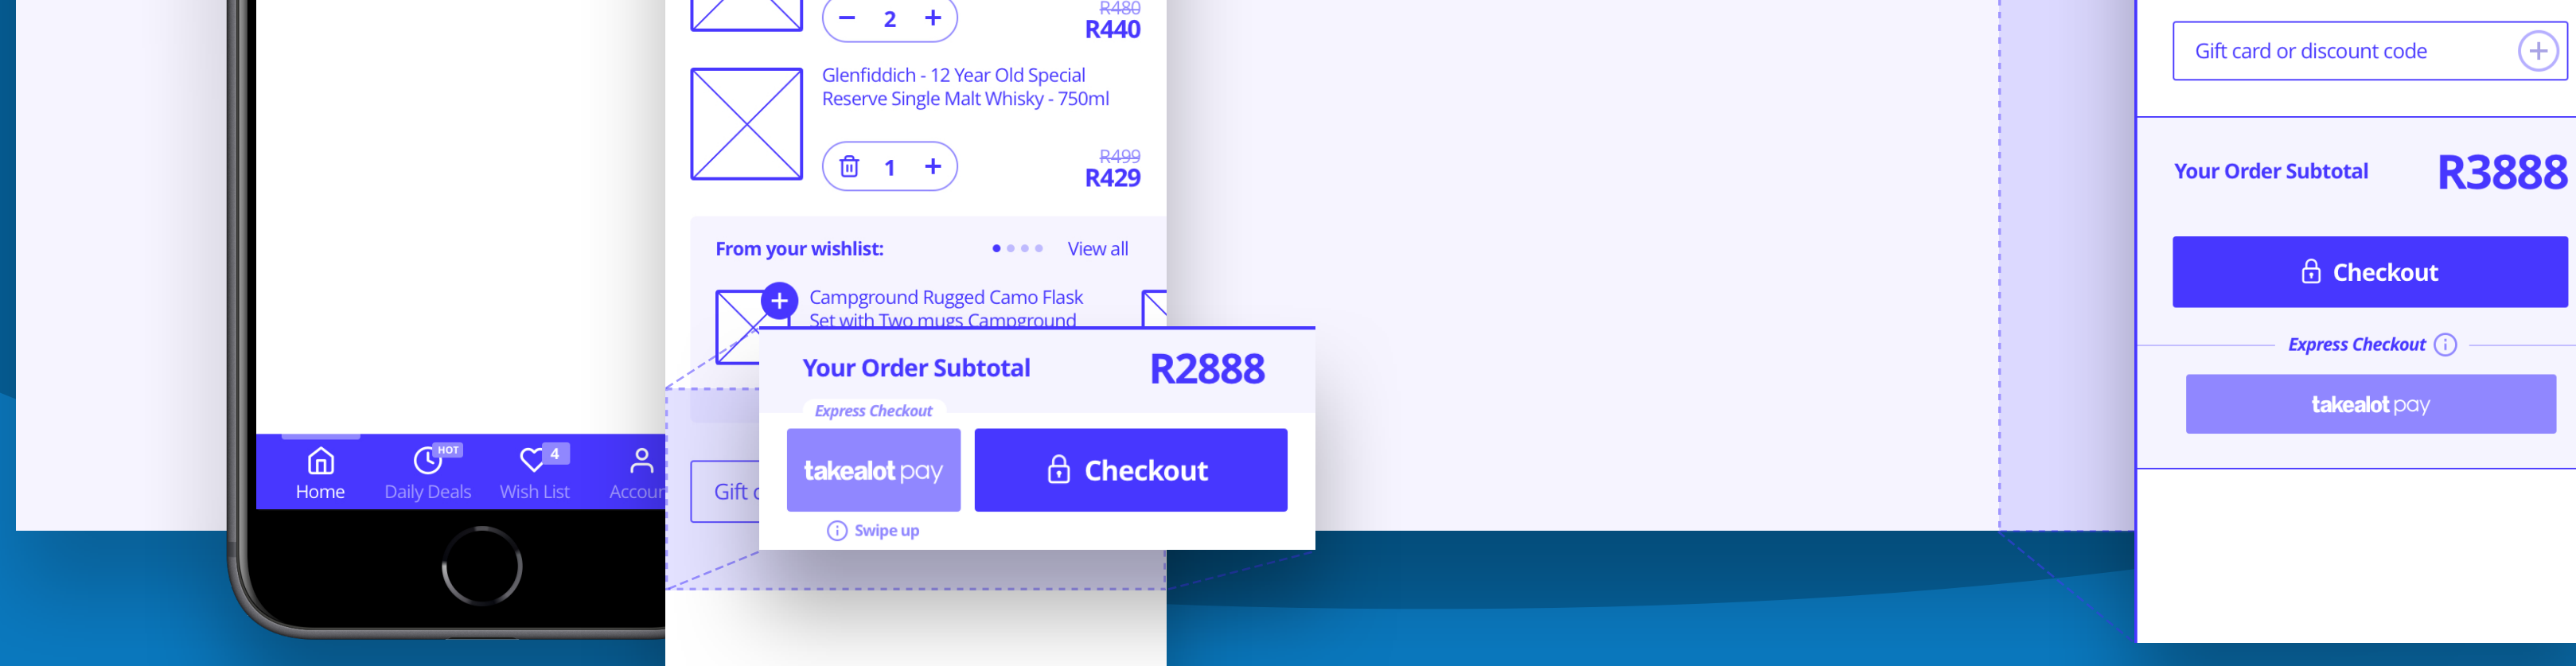 2
R480
R440
Glenfiddich - 12 Year Old Special
Reserve Single Malt Whisky - 750ml
1
R499
R429
From your wishlist:
View all
Campground Rugged Camo Flask
Set with Two mugs Campground
Your Order Subtotal
R2888
Express Checkout
takealot pay
Checkout
Swipe up
Gift
HOT
4
Home
Daily Deals
Wish List
Accoun
Gift card or discount code
Your Order Subtotal
R3888
Checkout
Express Checkout
takealot pay